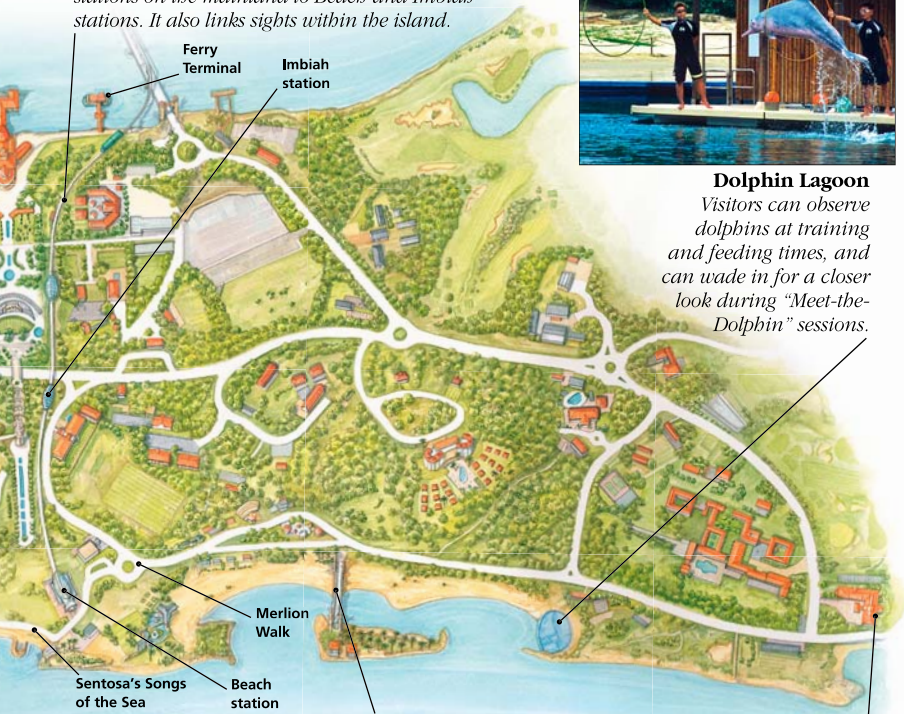 stations on the mainland to Beach and Imbiah
stations. It also links sights within the island.
Ferry
Terminal
Imbiah
station
Dolphin Lagoon
Visitors can observe
dolphins at training
and feeding times, and
can wade in for a closer
look during “Meet-the-
Dolphin” sessions.
Merlion
Walk
Sentosa’s Songs
of the Sea
Beach
station